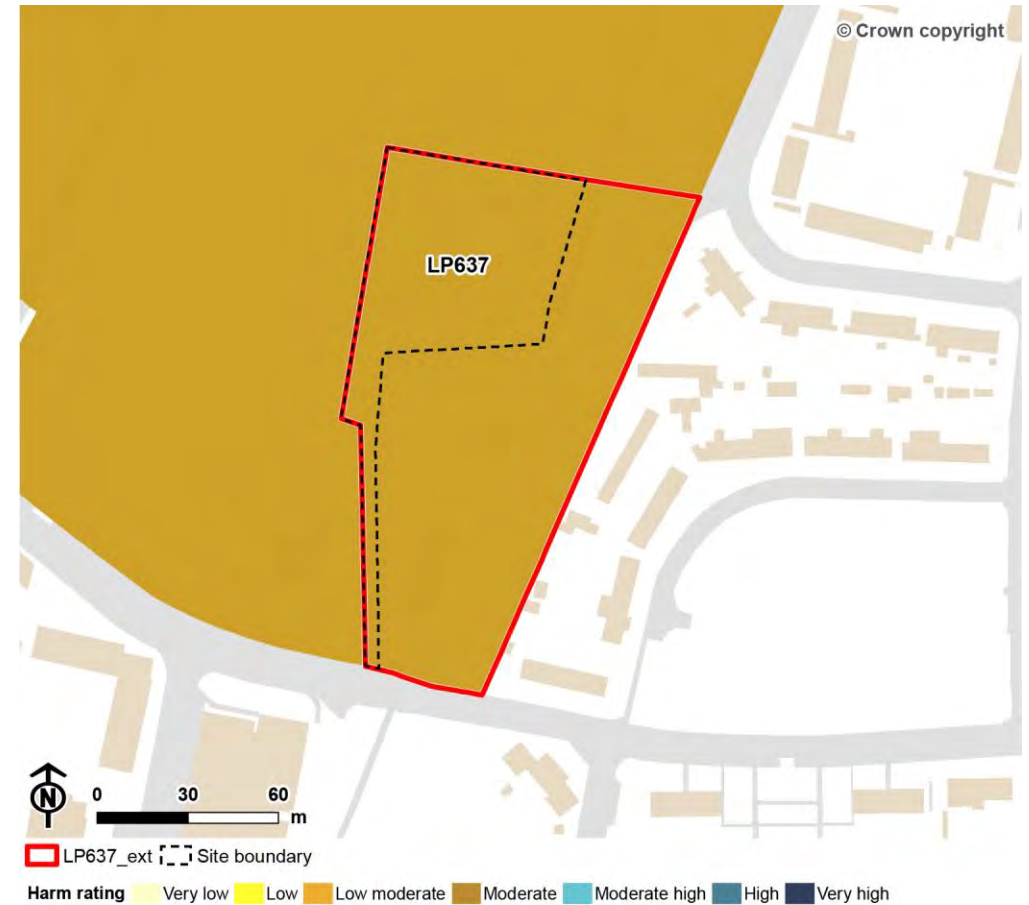 © Crown copyright
LP637
N
0 30 60
m
LP637_ext Site boundary
Harm rating Very low Low Low moderate Moderate Moderate high High Very high